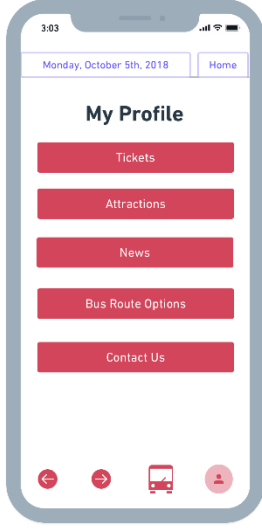 3:03
Monday, October 5th, 2018
Home
My Profile
Tickets
Attractions
News
Bus Route Options
Contact Us